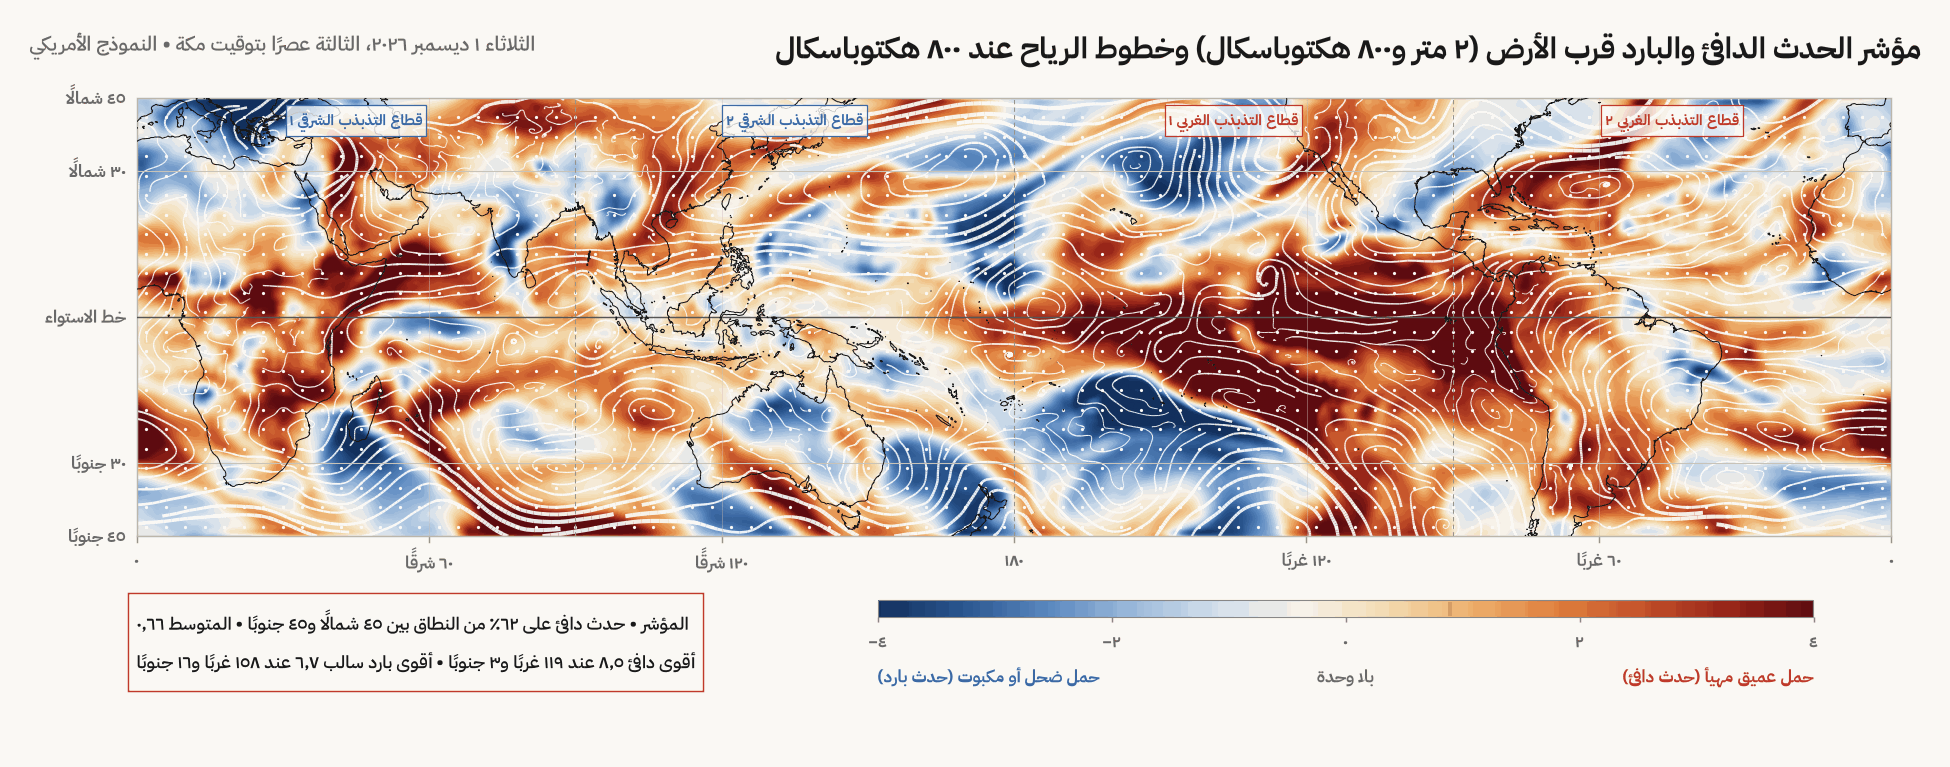 مؤشر الحدث الدافئ والبارد قرب الأرض (٢ متر و٨٠٠ هكتوباسكال) وخطوط الرياح عند ٨٠٠ هكتوباسكال
الثلاثاء ١ ديسمبر ٢٠٢٦، الثالثة عصرًا بتوقيت مكة • النموذج الأمريكي
قطاع التذبذب الشرقي ١
قطاع التذبذب الشرقي ٢
قطاع التذبذب الغربي ١
قطاع التذبذب الغربي ٢
٤٥ شمالًا
٣٠ شمالًا
خط الاستواء
٣٠ جنوبًا
٤٥ جنوبًا
٠
٦٠ شرقًا
١٢٠ شرقًا
١٨٠
١٢٠ غربًا
٦٠ غربًا
٠
المؤشر • حدث دافئ على ٦٢٪ من النطاق بين ٤٥ شمالًا و٤٥ جنوبًا • المتوسط ٠,٦٦
أقوى دافئ ٨,٥ عند ١١٩ غربًا و٣ جنوبًا • أقوى بارد سالب ٦,٧ عند ١٥٨ غربًا و١٦ جنوبًا
−٤
−٢
٠
٢
٤
حمل ضحل أو مكبوت (حدث بارد)
بلا وحدة
حمل عميق مهيأ (حدث دافئ)